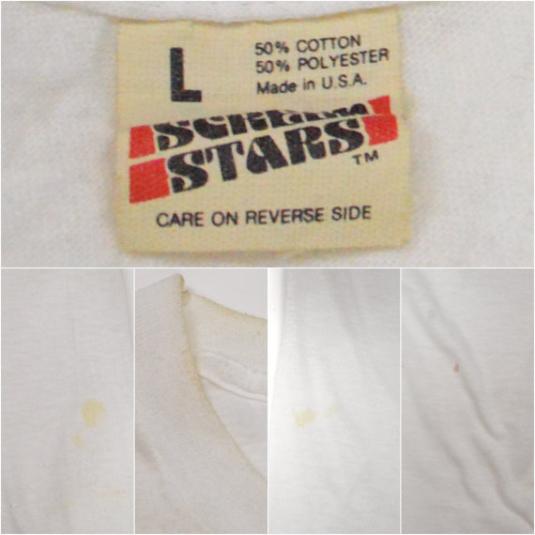 L
50% COTTON
50% POLYESTER
Made in U.S.A.
SCREEN
STARS
TM
CARE ON REVERSE SIDE